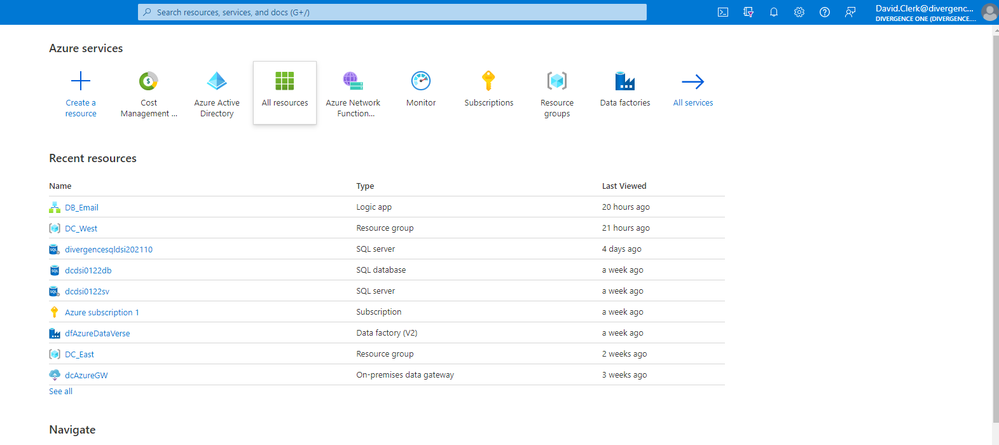 Search resources, services, and docs (G+/)
David.Clerk@divergenc...
DIVERGENCE ONE (DIVERGENCE....
Azure services
Create a resource
Cost Management ...
Azure Active Directory
All resources
Azure Network Function...
Monitor
Subscriptions
Resource groups
Data factories
All services
Recent resources
Name Type Last Viewed
DB_Email Logic app 20 hours ago
DC_West Resource group 21 hours ago
SQL divergencesqldsi202110 SQL server 4 days ago
SQL dcdsi0122db SQL database a week ago
SQL dcdsi0122sv SQL server a week ago
Azure subscription 1 Subscription a week ago
dfAzureDataVerse Data factory (V2) a week ago
DC_East Resource group 2 weeks ago
dcAzureGW On-premises data gateway 3 weeks ago
See all
Navigate